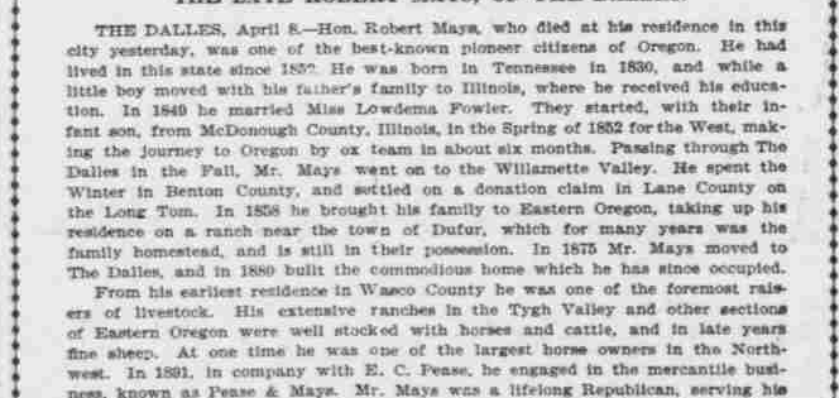 THE DALLES, April 8.—Hon. Robert Mays, who died at his residence in this
city yesterday, was one of the best-known pioneer citizens of Oregon. He had
lived in this state since 1852. He was born in Tennessee in 1830, and while a
little boy moved with his father's family to Illinois, where he received his educa-
tion. In 1849 he married Miss Lowdema Fowler. They started, with their in-
fant son, from McDonough County, Illinois, in the Spring of 1852 for the West, mak-
ing the journey to Oregon by ox team in about six months. Passing through The
Dalles in the Fall, Mr. Mays went on to the Willamette Valley. He spent the
Winter in Benton County, and settled on a donation claim in Lane County on
the Long Tom. In 1858 he brought his family to Eastern Oregon, taking up his
residence on a ranch near the town of Dufur, which for many years was the
family homestead, and is still in their possession. In 1875 Mr. Mays moved to
The Dalles, and in 1880 built the commodious home which he has since occupied.
From his earliest residence in Wasco County he was one of the foremost rais-
ers of livestock. His extensive ranches in the Tygh Valley and other sections
of Eastern Oregon were well stocked with horses and cattle, and in late years
fine sheep. At one time he was one of the largest horse owners in the North-
west. In 1891, in company with E. C. Pease, he engaged in the mercantile busi-
ness, known as Pease & Mays. Mr. Mays was a lifelong Republican, serving his